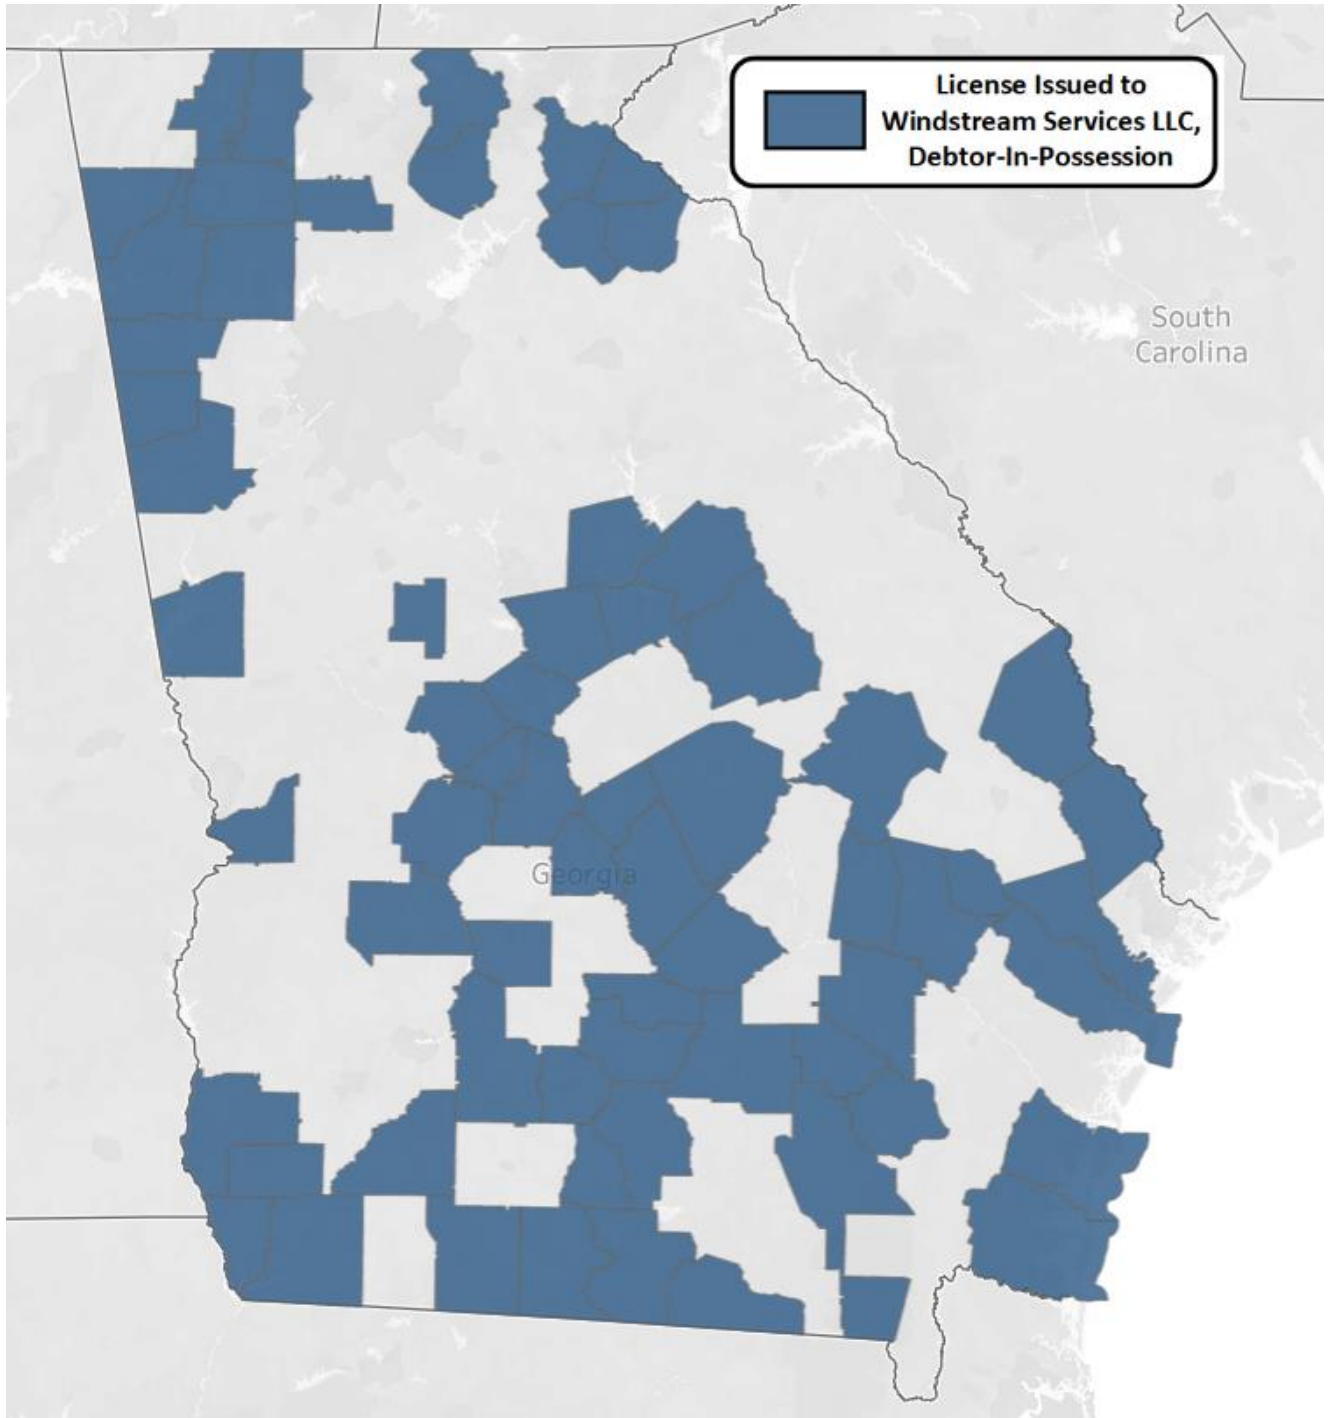 License Issued to
Windstream Services LLC,
Debtor-In-Possession
South
Carolina
Georgia